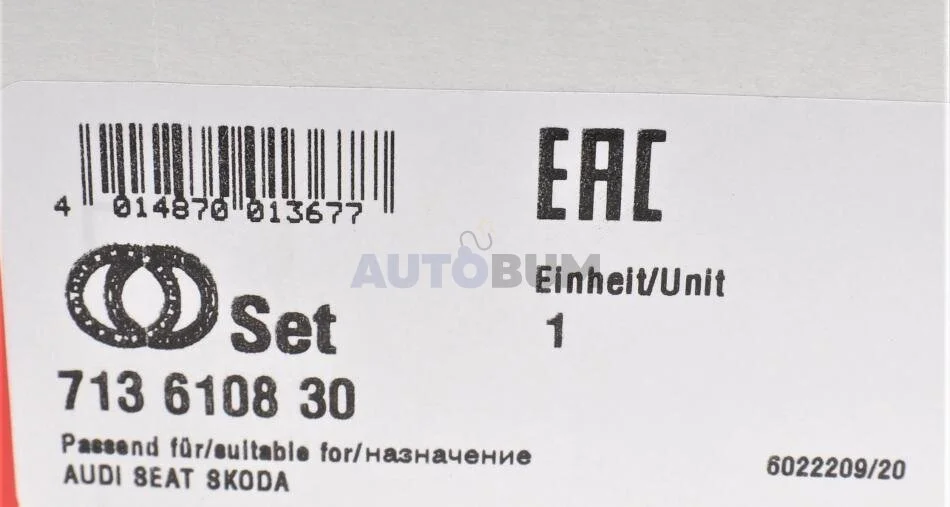 4 014870 013677
EAC
AUTOBUM
Einheit/Unit
1
Set
713 6108 30
Passend für/suitable for/назначение
AUDI SEAT SKODA
6022209/20